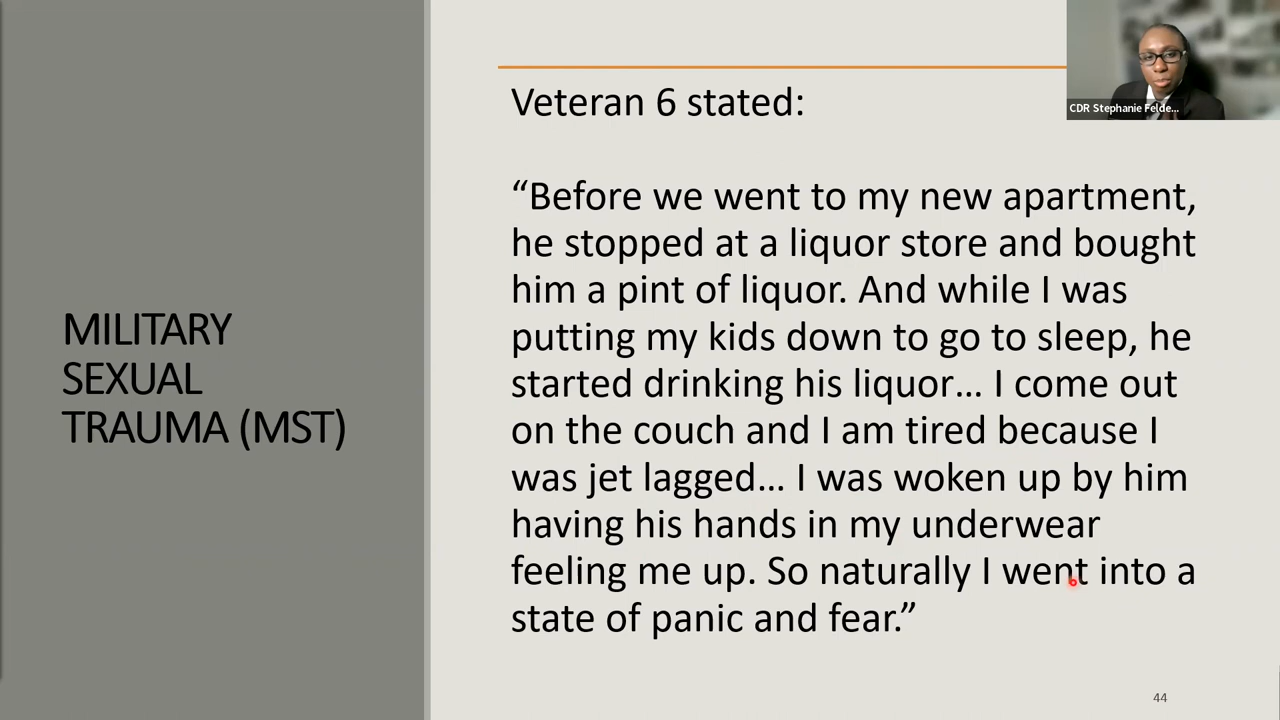 MILITARY
SEXUAL
TRAUMA (MST)
Veteran 6 stated:
“Before we went to my new apartment,
he stopped at a liquor store and bought
him a pint of liquor. And while I was
putting my kids down to go to sleep, he
started drinking his liquor… I come out
on the couch and I am tired because I
was jet lagged… I was woken up by him
having his hands in my underwear
feeling me up. So naturally I went into a
state of panic and fear.”
CDR Stephanie Felde...
44